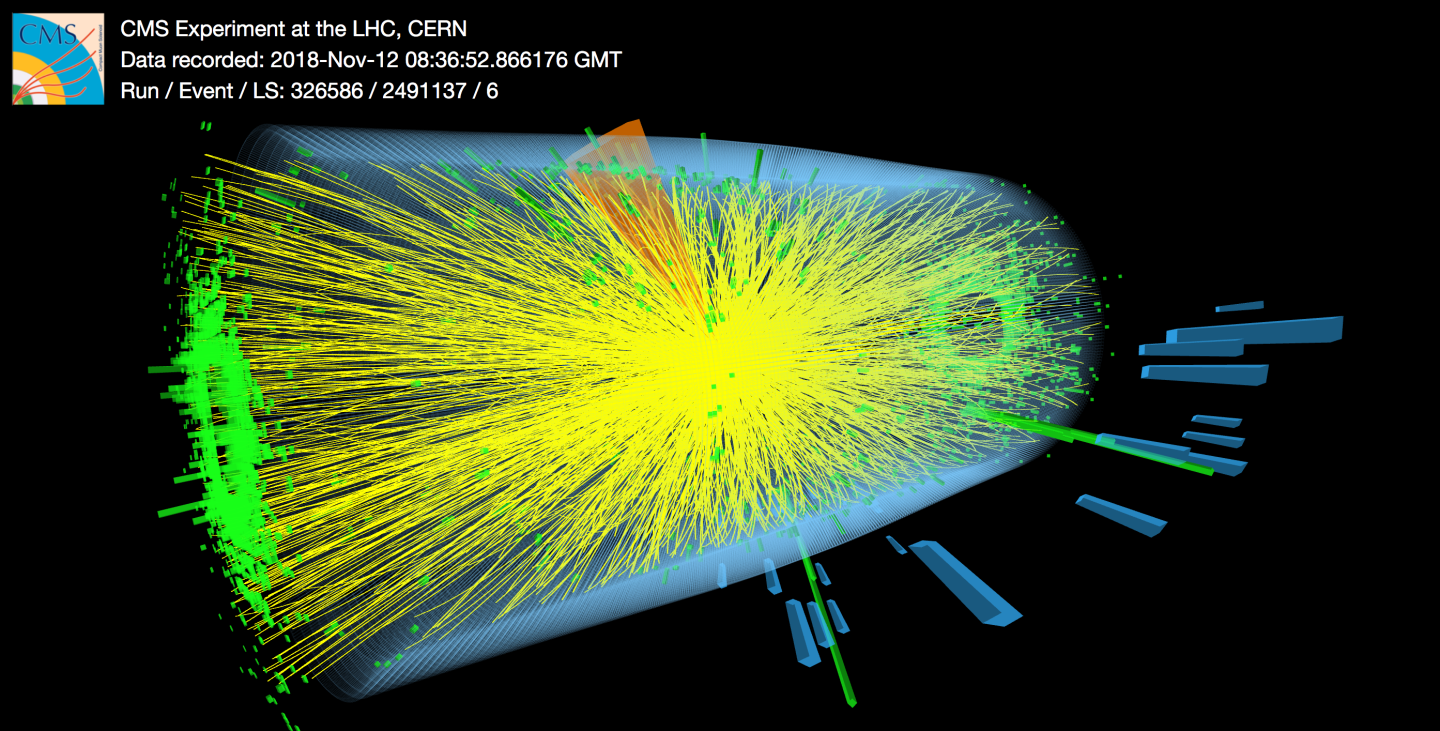 CMS
CMS Experiment at the LHC, CERN
Data recorded: 2018-Nov-12 08:36:52.866176 GMT
Run / Event / LS: 326586 / 2491137 / 6